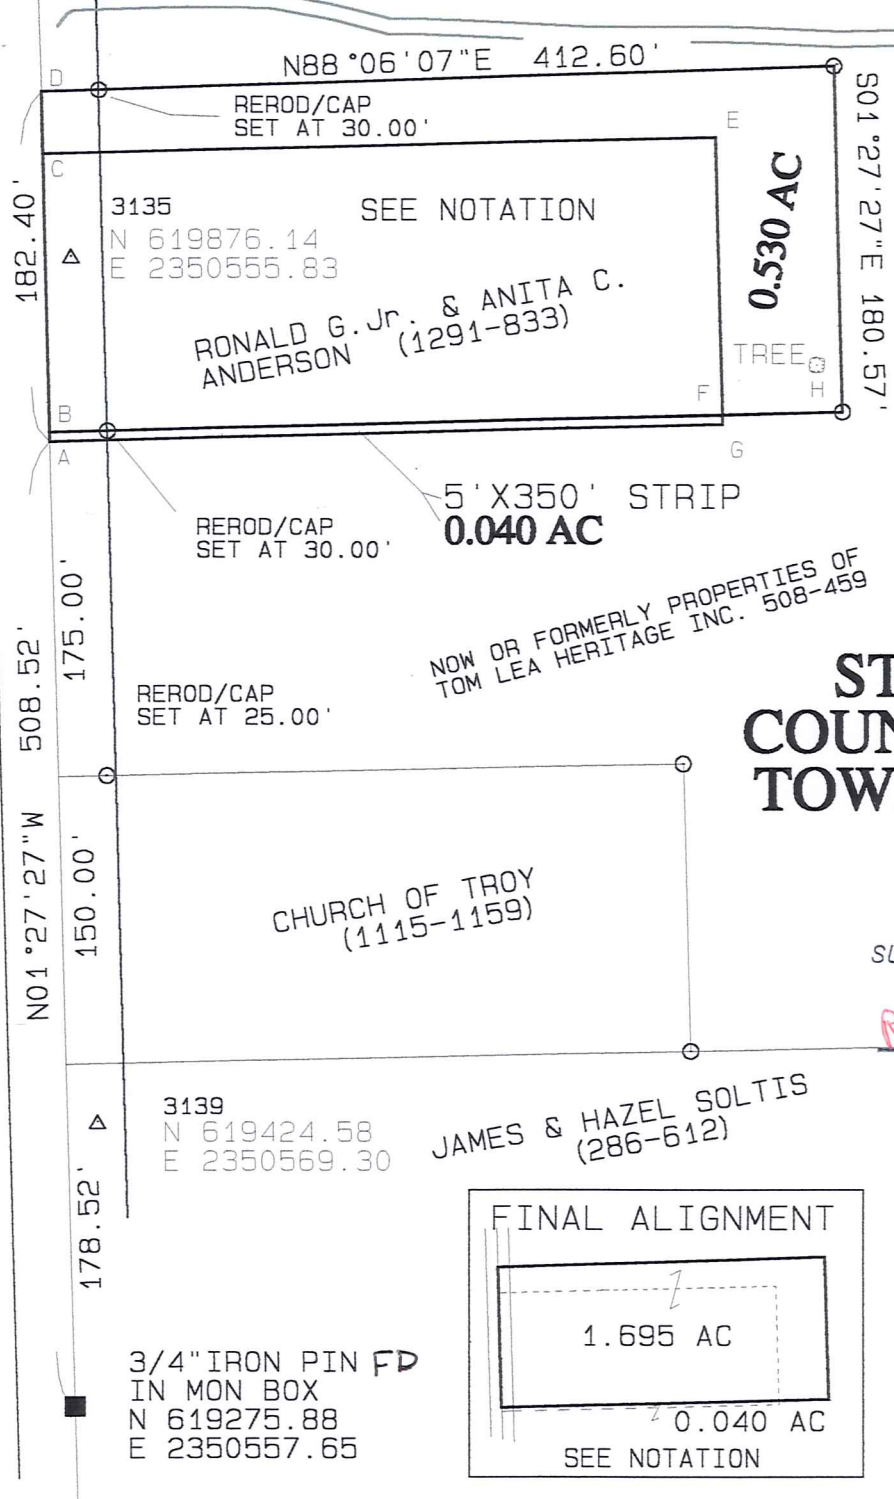 N88°06'07"E 412.60'
D
REROD/CAP
SET AT 30.00'
E
C
S01°27'27"E 180.57'
182.40'
0.530 AC
3135
N 619876.14
E 2350555.83
SEE NOTATION
RONALD G.Jr. & ANITA C.
ANDERSON (1291-833)
TREE
H
F
B
A
G
5'X350' STRIP
0.040 AC
REROD/CAP
SET AT 30.00'
175.00'
NOW OR FORMERLY PROPERTIES OF
TOM LEA HERITAGE INC. 508-459
N01°27'27"W 508.52'
REROD/CAP
SET AT 25.00'
ST
COUN
TOW
150.00'
CHURCH OF TROY
(1115-1159)
SU
3139
N 619424.58
E 2350569.30
JAMES & HAZEL SOLTIS
(286-612)
178.52'
FINAL ALIGNMENT
1.695 AC
0.040 AC
SEE NOTATION
3/4"IRON PIN FD
IN MON BOX
N 619275.88
E 2350557.65